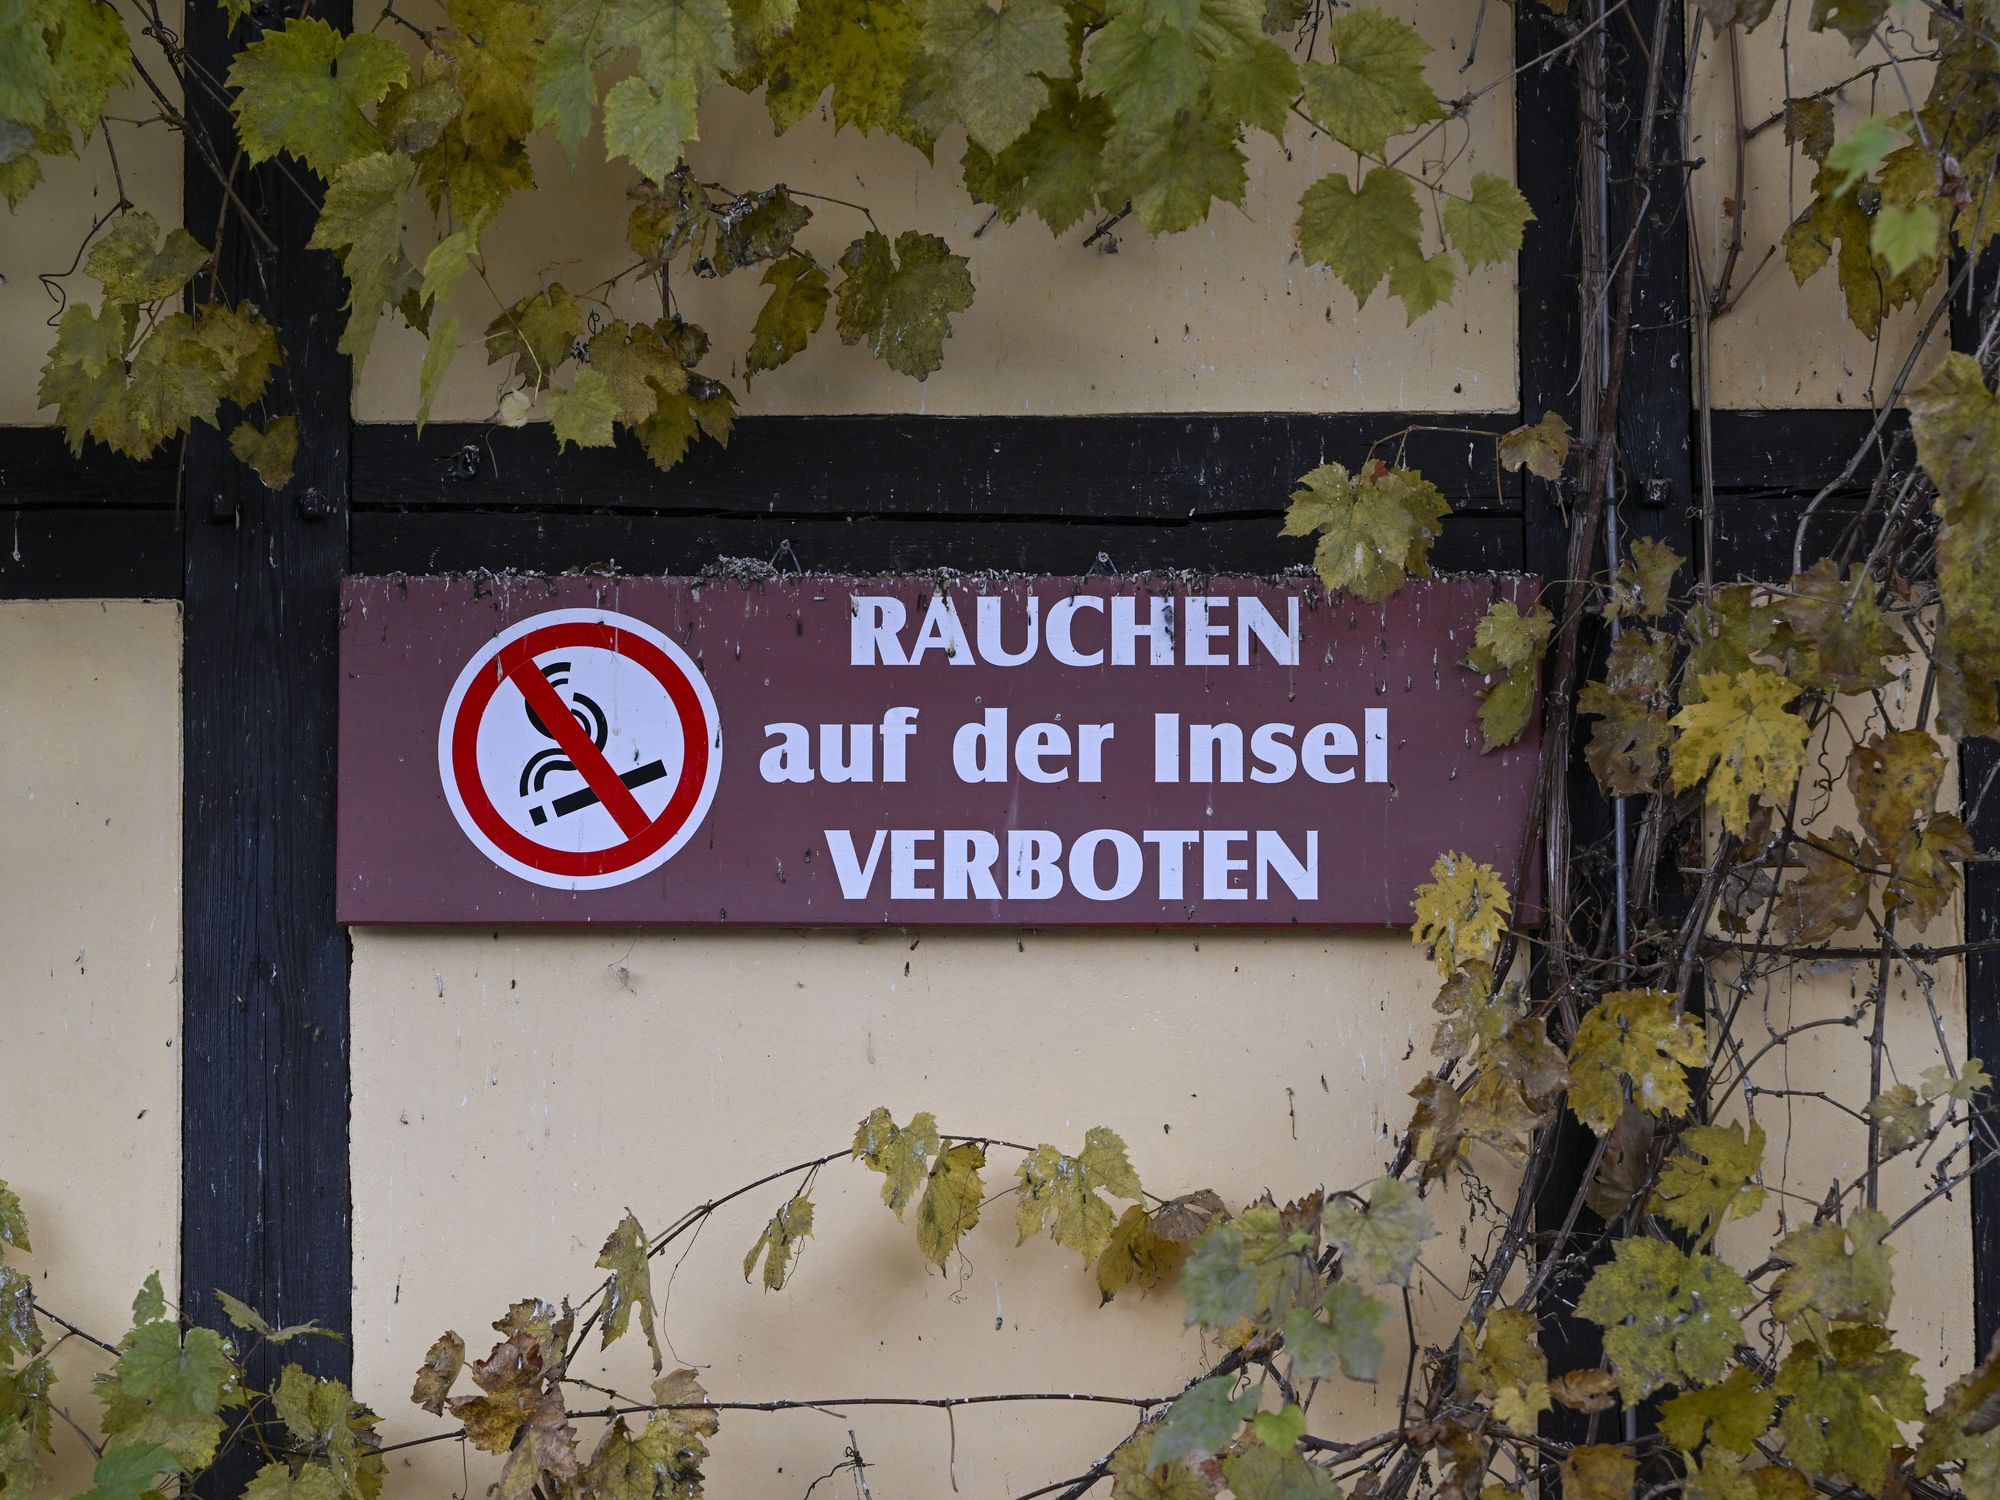 RAUCHEN
auf der Insel
VERBOTEN